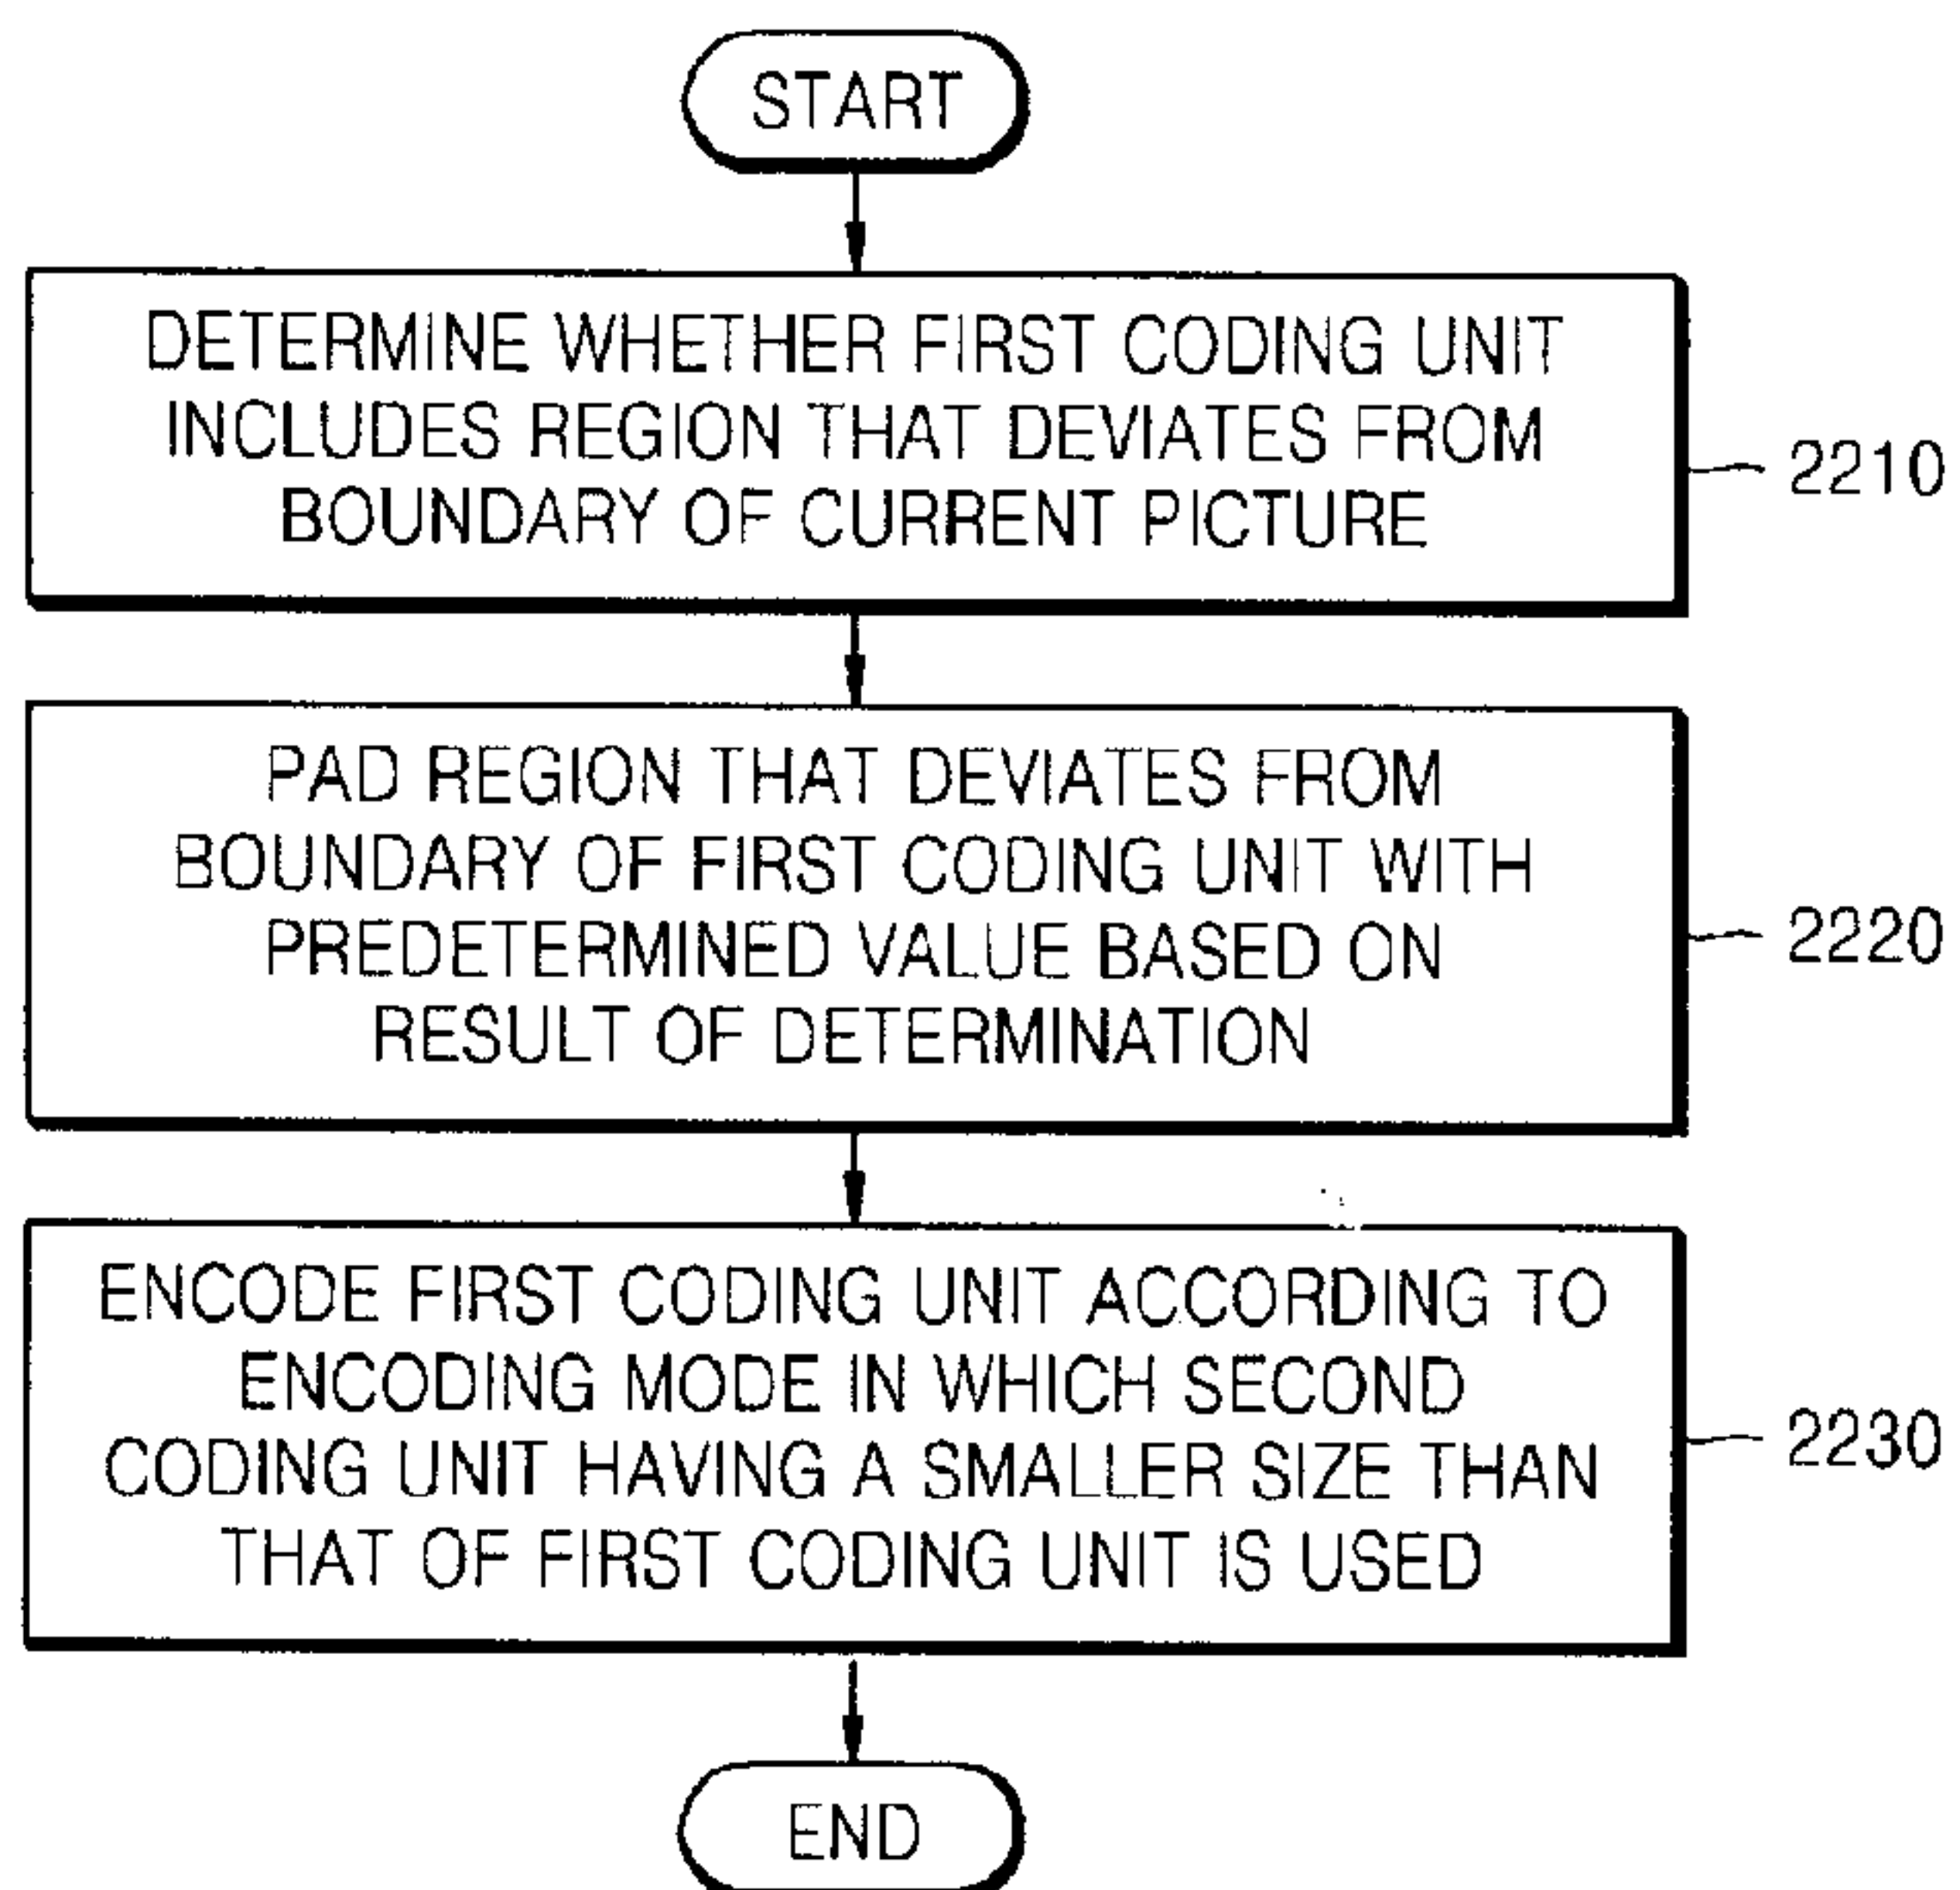 START
DETERMINE WHETHER FIRST CODING UNIT
INCLUDES REGION THAT DEVIATES FROM
BOUNDARY OF CURRENT PICTURE
2210
PAD REGION THAT DEVIATES FROM
BOUNDARY OF FIRST CODING UNIT WITH
PREDETERMINED VALUE BASED ON
RESULT OF DETERMINATION
2220
ENCODE FIRST CODING UNIT ACCORDING TO
ENCODING MODE IN WHICH SECOND
CODING UNIT HAVING A SMALLER SIZE THAN
THAT OF FIRST CODING UNIT IS USED
2230
END